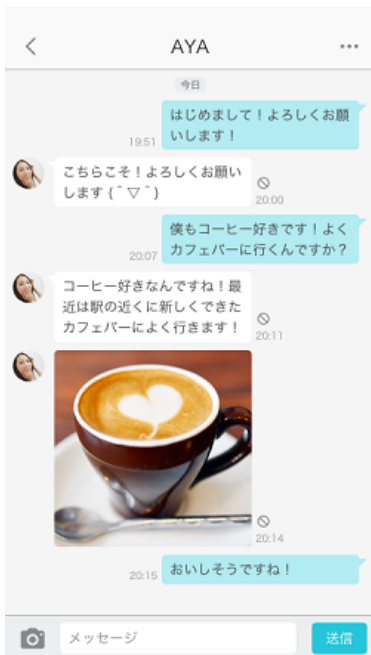 AYA
今日
はじめまして！よろしくお願
いします！
19:51
こちらこそ！よろしくお願い
します (＾▽＾)
20:00
僕もコーヒー好きです！よく
カフェバーに行くんですか？
20:07
コーヒー好きなんですね！最
近は駅の近くに新しくできた
カフェバーによく行きます！
20:11
20:14
おいしそうですね！
20:15
メッセージ
送信